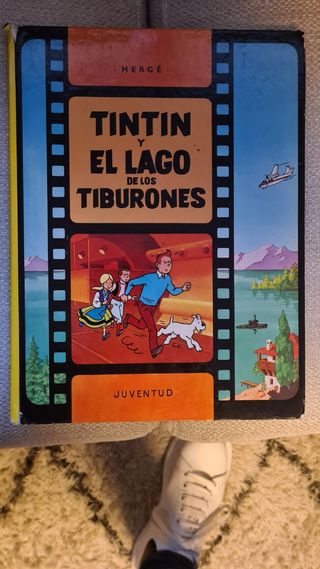 · HERGÉ ·
TINTIN
Y
EL LAGO
DE LOS
TIBURONES
JUVENTUD